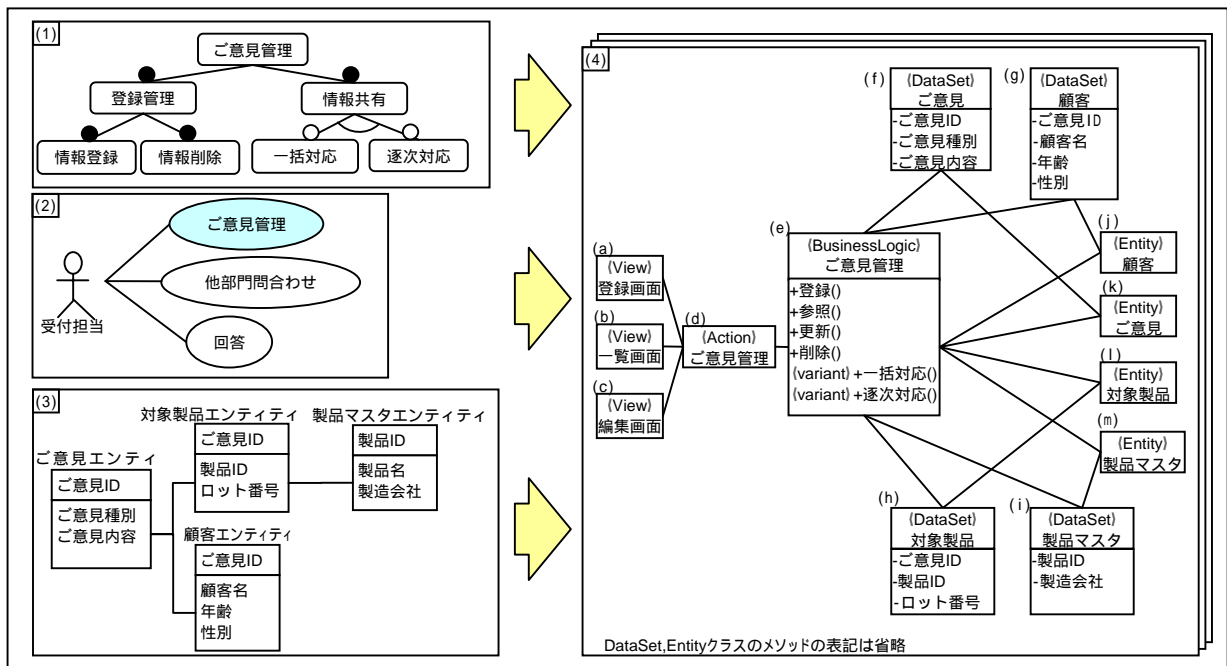 (1)
ご意見管理
登録管理
情報共有
情報登録
情報削除
一括対応
逐次対応
(2)
ご意見管理
他部門問合わせ
回答
受付担当
(3)
対象製品エンティティ
製品マスタエンティティ
ご意見ID
製品ID
ロット番号
製品ID
製品名
製造会社
ご意見エンティ
ご意見ID
ご意見種別
ご意見内容
顧客エンティティ
ご意見ID
顧客名
年齢
性別
(4)
(f)
⟪DataSet⟫
ご意見
-ご意見ID
-ご意見種別
-ご意見内容
(g)
⟪DataSet⟫
顧客
-ご意見ID
-顧客名
-年齢
-性別
(a)
⟪View⟫
登録画面
(b)
⟪View⟫
一覧画面
(c)
⟪View⟫
編集画面
(d)
⟪Action⟫
ご意見管理
(e)
⟪BusinessLogic⟫
ご意見管理
+登録()
+参照()
+更新()
+削除()
⟪variant⟫+一括対応()
⟪variant⟫+逐次対応()
(j)
⟪Entity⟫
顧客
(k)
⟪Entity⟫
ご意見
(l)
⟪Entity⟫
対象製品
(m)
⟪Entity⟫
製品マスタ
(h)
⟪DataSet⟫
対象製品
-ご意見ID
-製品ID
-ロット番号
(i)
⟪DataSet⟫
製品マスタ
-製品ID
-製造会社
DataSet,Entityクラスのメソッドの表記は省略